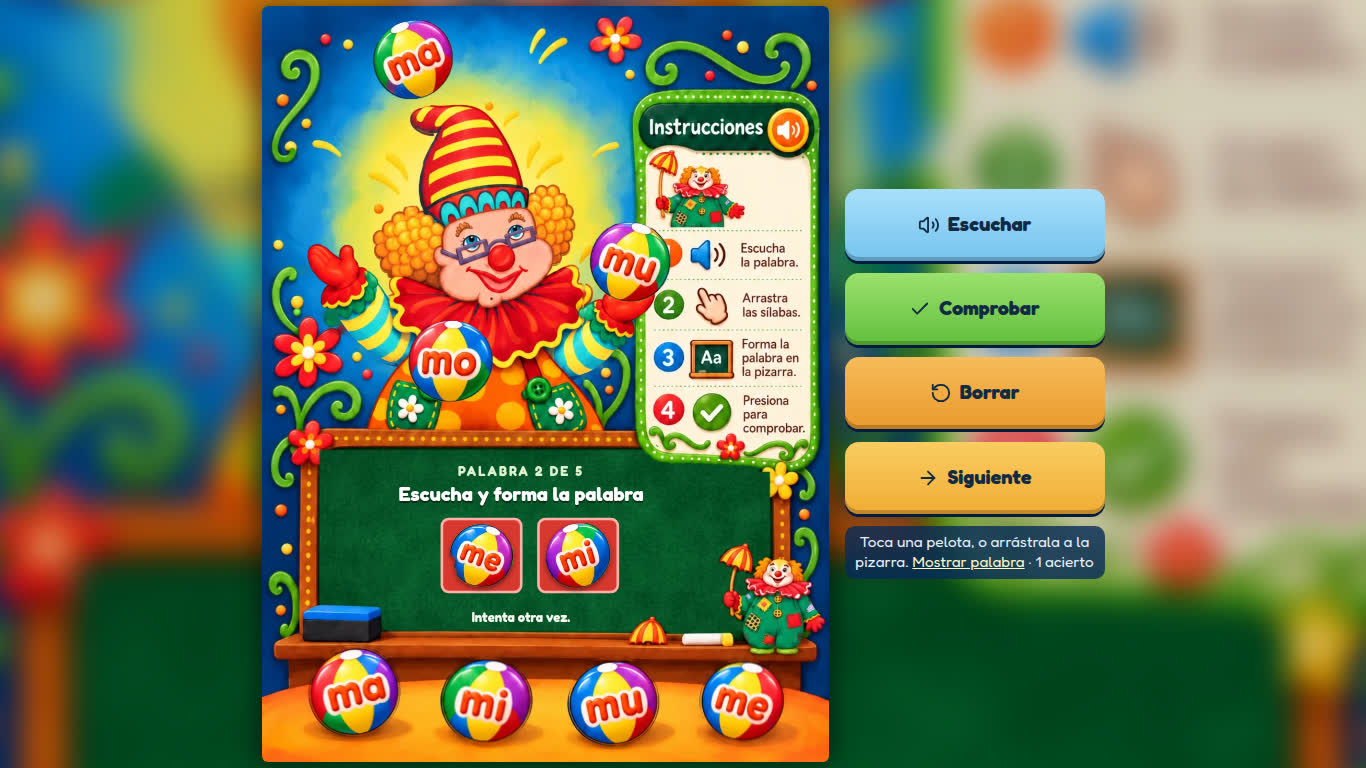 ma
Instrucciones
mu
mo
Escucha
la palabra.
2
Arrastra
las sílabas.
3
Aa
Forma la
palabra en
la pizarra.
4
Presiona
para
comprobar.
PALABRA 2 DE 5
Escucha y forma la palabra
me
mi
Intenta otra vez.
ma
mi
mu
me
Escuchar
Comprobar
Borrar
Siguiente
Toca una pelota, o arrástrala a la
pizarra. Mostrar palabra · 1 acierto